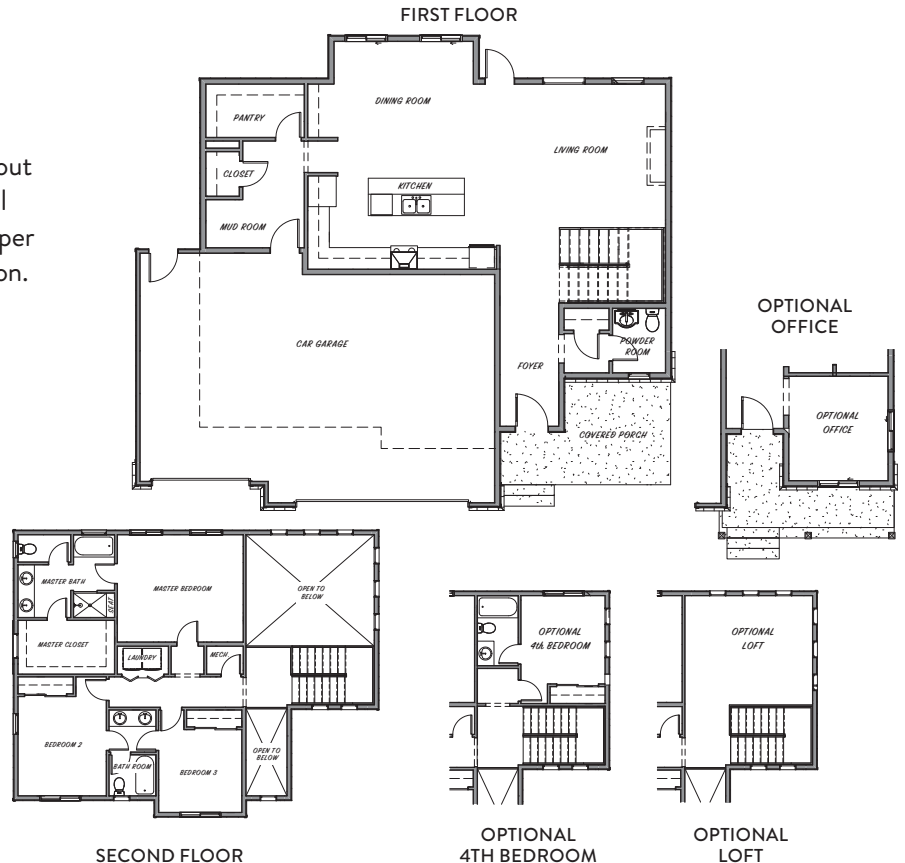 FIRST FLOOR
out
l
per
on.
DINING ROOM
PANTRY
LIVING ROOM
CLOSET
KITCHEN
MUD ROOM
CAR GARAGE
FOYER
POWDER
ROOM
COVERED PORCH
OPTIONAL
OFFICE
OPTIONAL
OFFICE
MASTER BATH
SEAT
MASTER BEDROOM
OPEN TO
BELOW
MASTER CLOSET
LAUNDRY
MECH.
BEDROOM 2
BATH ROOM
BEDROOM 3
OPEN TO
BELOW
SECOND FLOOR
OPTIONAL
4th BEDROOM
OPTIONAL
4TH BEDROOM
OPTIONAL
LOFT
OPTIONAL
LOFT